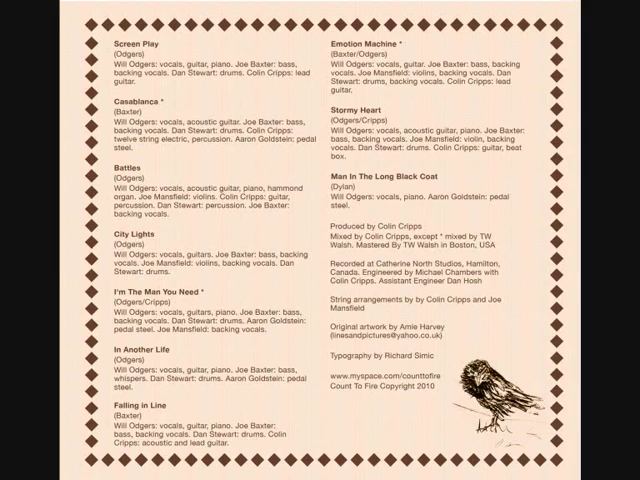 Screen Play
(Odgers)
Will Odgers: vocals, guitar, piano. Joe Baxter: bass,
backing vocals. Dan Stewart: drums. Colin Cripps: lead
guitar.
Casablanca *
(Baxter)
Will Odgers: vocals, acoustic guitar. Joe Baxter: bass,
backing vocals. Dan Stewart: drums. Colin Cripps:
twelve string electric, percussion. Aaron Goldstein: pedal
steel.
Battles
(Odgers)
Will Odgers: vocals, acoustic guitar, piano, hammond
organ. Joe Mansfield: violins. Colin Cripps: guitar,
percussion. Dan Stewart: percussion. Joe Baxter:
backing vocals.
City Lights
(Odgers)
Will Odgers: vocals, guitars. Joe Baxter: bass, backing
vocals. Joe Mansfield: violins, backing vocals. Dan
Stewart: drums.
I'm The Man You Need *
(Odgers/Cripps)
Will Odgers: vocals, guitars, piano. Joe Baxter: bass,
backing vocals. Dan Stewart: drums. Aaron Goldstein:
pedal steel. Joe Mansfield: backing vocals.
In Another Life
(Odgers)
Will Odgers: vocals, guitar, piano. Joe Baxter: bass,
whispers. Dan Stewart: drums. Aaron Goldstein: pedal
steel.
Falling in Line
(Baxter)
Will Odgers: vocals, guitar, piano. Joe Baxter:
bass, backing vocals. Dan Stewart: drums. Colin
Cripps: acoustic and lead guitar.
Emotion Machine *
(Baxter/Odgers)
Will Odgers: vocals, guitar. Joe Baxter: bass, backing
vocals. Joe Mansfield: violins, backing vocals. Dan
Stewart: drums, backing vocals. Colin Cripps: lead
guitar.
Stormy Heart
(Odgers/Cripps)
Will Odgers: vocals, acoustic guitar, piano. Joe Baxter:
bass, backing vocals. Joe Mansfield: violin, backing
vocals. Dan Stewart: drums. Colin Cripps: guitar, beat
box.
Man In The Long Black Coat
(Dylan)
Will Odgers: vocals, piano. Aaron Goldstein: pedal
steel.
Produced by Colin Cripps
Mixed by Colin Cripps, except * mixed by TW
Walsh. Mastered By TW Walsh in Boston, USA
Recorded at Catherine North Studios, Hamilton,
Canada. Engineered by Michael Chambers with
Colin Cripps. Assistant Engineer Dan Hosh
String arrangements by by Colin Cripps and Joe
Mansfield
Original artwork by Amie Harvey
(linesandpictures@yahoo.co.uk)
Typography by Richard Simic
www.myspace.com/counttofire
Count To Fire Copyright 2010